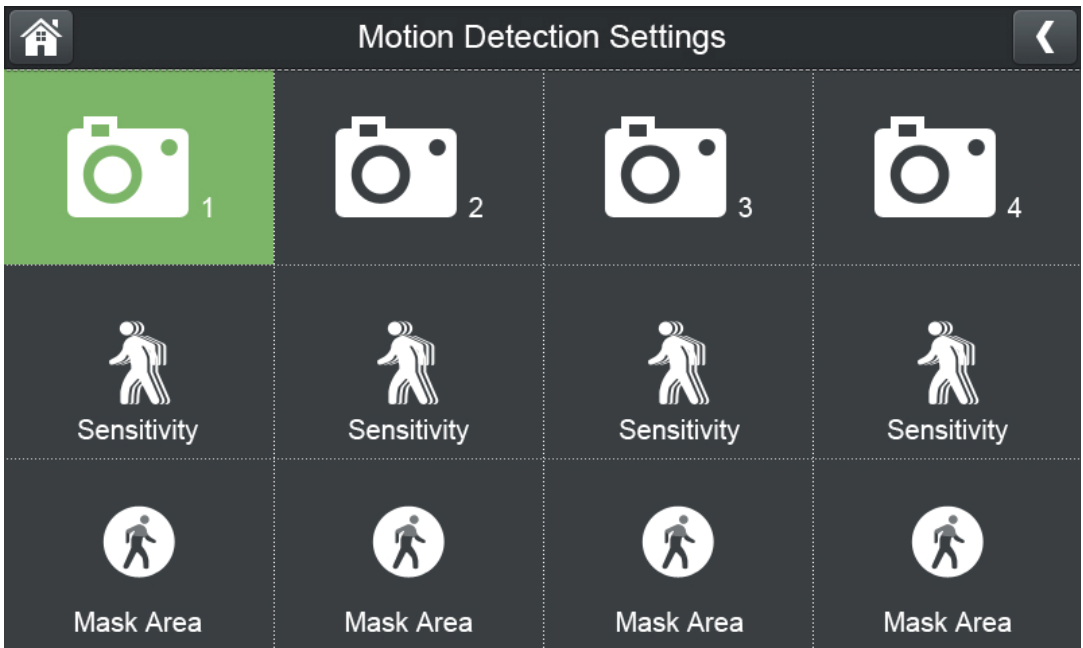 Motion Detection Settings
1 2 3 4
Sensitivity Sensitivity Sensitivity Sensitivity
Mask Area Mask Area Mask Area Mask Area